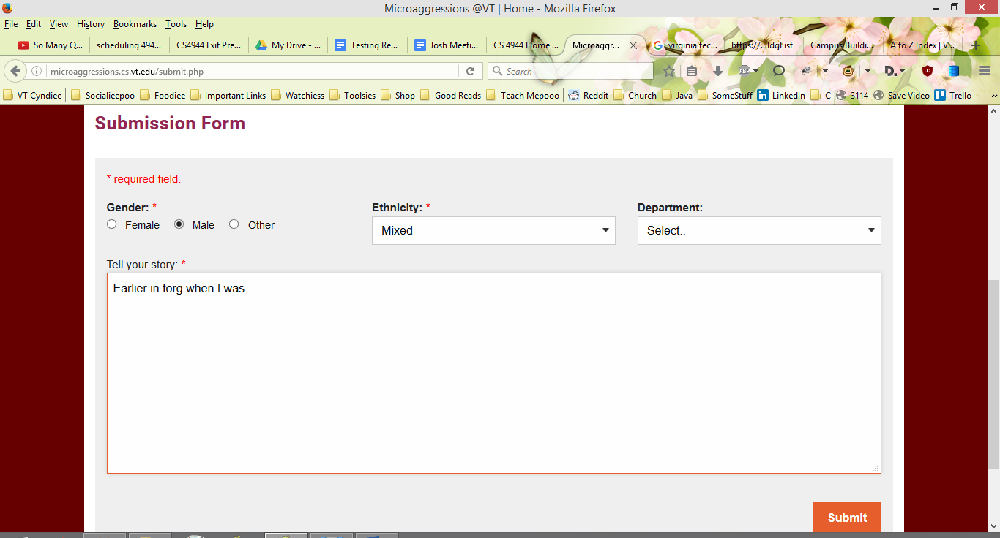 Microaggressions @VT | Home - Mozilla Firefox
File Edit View History Bookmarks Tools Help
So Many Q... scheduling 494... CS4944 Exit Pre... My Drive - ... Testing Re... Josh Meeti... CS 4944 Home ... Microaggr... virginia tec... https://...ldgList Campus Buildi... A to Z Index | V...
microaggressions.cs.vt.edu/submit.php Search ABP D.
VT Cyndiee Socialieepoo Foodiee Important Links Watchiess Toolsies Shop Good Reads Teach Mepooo Reddit Church Java SomeStuff LinkedIn C 3114 Save Video Trello
Submission Form
* required field.
Gender: * Ethnicity: * Department:
Female Male Other Mixed Select..
Tell your story: *
Earlier in torg when I was...
Submit